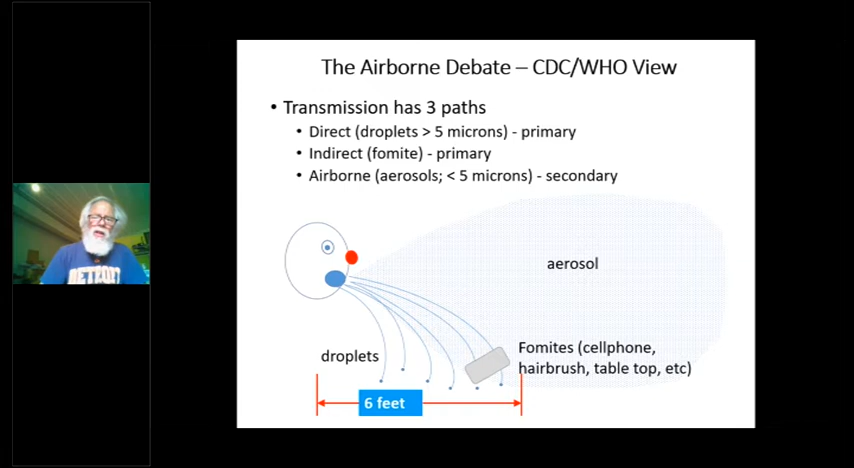 The Airborne Debate – CDC/WHO View
• Transmission has 3 paths
• Direct (droplets > 5 microns) - primary
• Indirect (fomite) - primary
• Airborne (aerosols; < 5 microns) - secondary
aerosol
droplets
Fomites (cellphone,
hairbrush, table top, etc)
6 feet
DETROIT